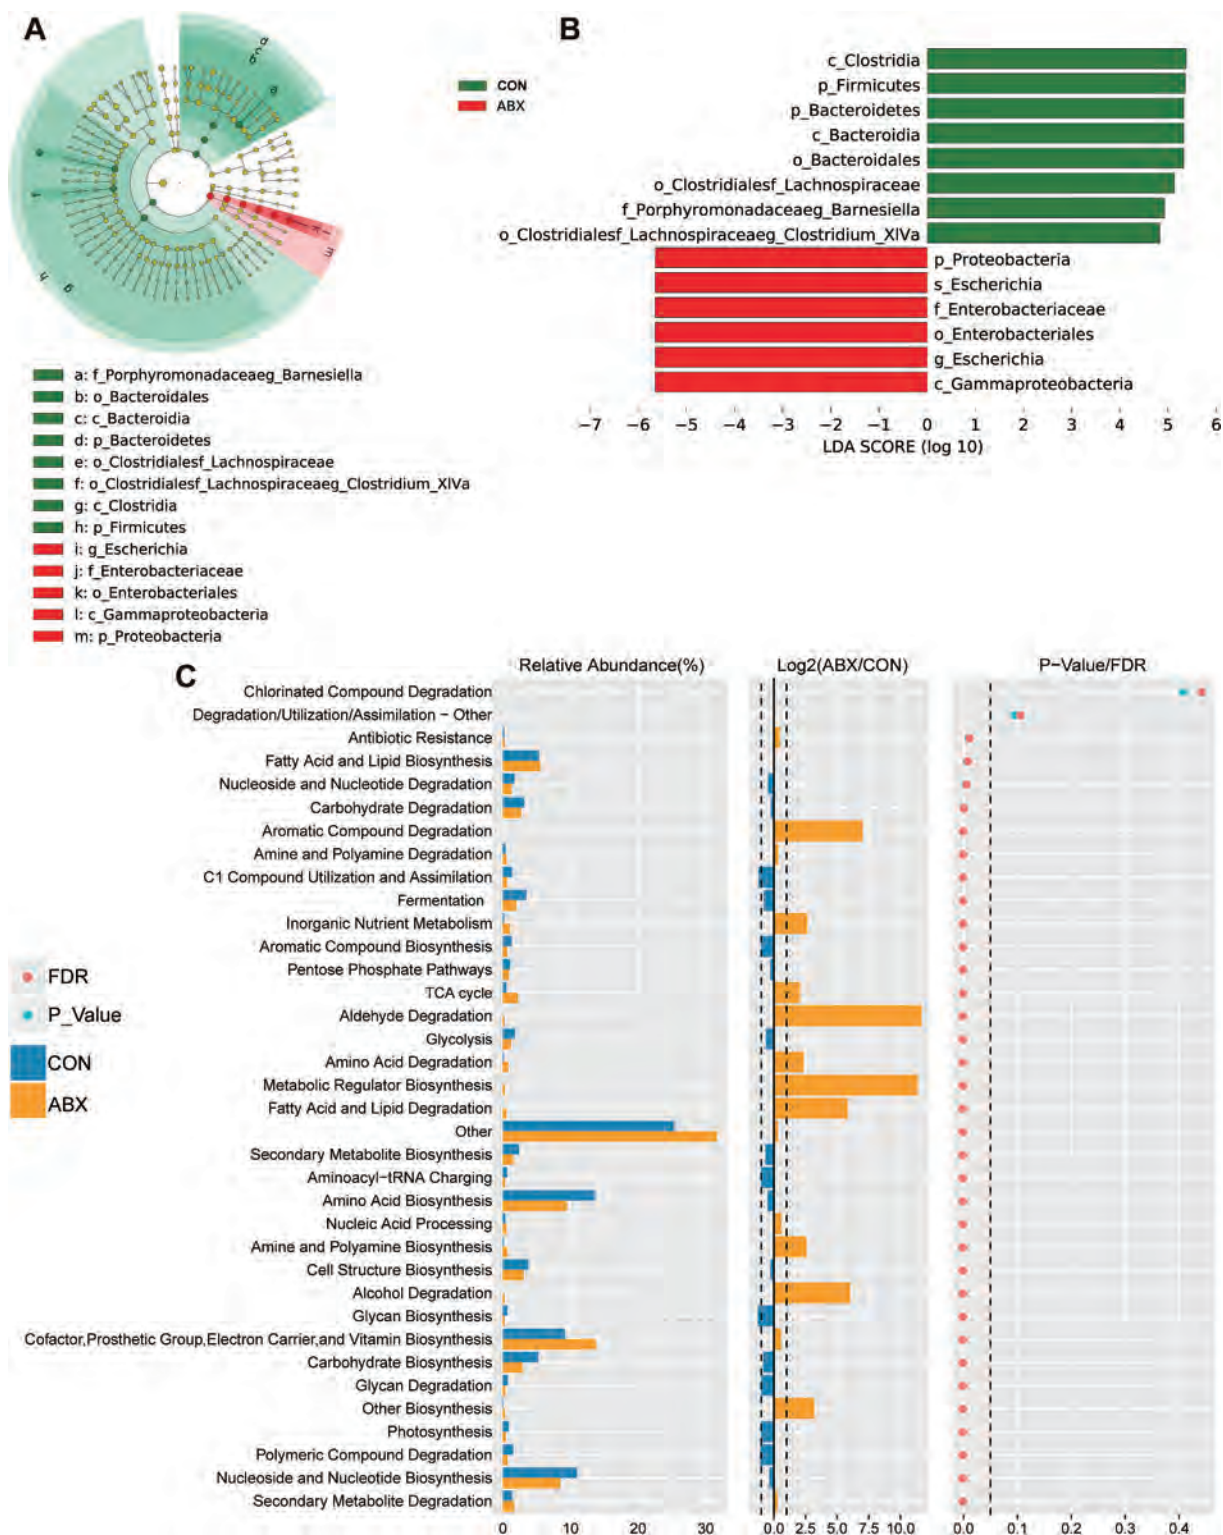 A
a
b
c
d
e
f
g
h
k
m
CON
ABX
a: f_Porphyromonadaceaeg_Barnesiella
b: o_Bacteroidales
c: c_Bacteroidia
d: p_Bacteroidetes
e: o_Clostridialesf_Lachnospiraceae
f: o_Clostridialesf_Lachnospiraceaeg_Clostridium_XIVa
g: c_Clostridia
h: p_Firmicutes
i: g_Escherichia
j: f_Enterobacteriaceae
k: o_Enterobacteriales
l: c_Gammaproteobacteria
m: p_Proteobacteria
B
c_Clostridia
p_Firmicutes
p_Bacteroidetes
c_Bacteroidia
o_Bacteroidales
o_Clostridialesf_Lachnospiraceae
f_Porphyromonadaceaeg_Barnesiella
o_Clostridialesf_Lachnospiraceaeg_Clostridium_XIVa
p_Proteobacteria
s_Escherichia
f_Enterobacteriaceae
o_Enterobacteriales
g_Escherichia
c_Gammaproteobacteria
−7 −6 −5 −4 −3 −2 −1 0 1 2 3 4 5 6
LDA SCORE (log 10)
C
Relative Abundance(%) Log2(ABX/CON) P−Value/FDR
Chlorinated Compound Degradation
Degradation/Utilization/Assimilation − Other
Antibiotic Resistance
Fatty Acid and Lipid Biosynthesis
Nucleoside and Nucleotide Degradation
Carbohydrate Degradation
Aromatic Compound Degradation
Amine and Polyamine Degradation
C1 Compound Utilization and Assimilation
Fermentation
Inorganic Nutrient Metabolism
Aromatic Compound Biosynthesis
Pentose Phosphate Pathways
TCA cycle
Aldehyde Degradation
Glycolysis
Amino Acid Degradation
Metabolic Regulator Biosynthesis
Fatty Acid and Lipid Degradation
Other
Secondary Metabolite Biosynthesis
Aminoacyl−tRNA Charging
Amino Acid Biosynthesis
Nucleic Acid Processing
Amine and Polyamine Biosynthesis
Cell Structure Biosynthesis
Alcohol Degradation
Glycan Biosynthesis
Cofactor,Prosthetic Group,Electron Carrier,and Vitamin Biosynthesis
Carbohydrate Biosynthesis
Glycan Degradation
Other Biosynthesis
Photosynthesis
Polymeric Compound Degradation
Nucleoside and Nucleotide Biosynthesis
Secondary Metabolite Degradation
FDR
P_Value
CON
ABX
0 10 20 30 0.0 2.5 5.0 7.5 10.0 0.0 0.1 0.2 0.3 0.4